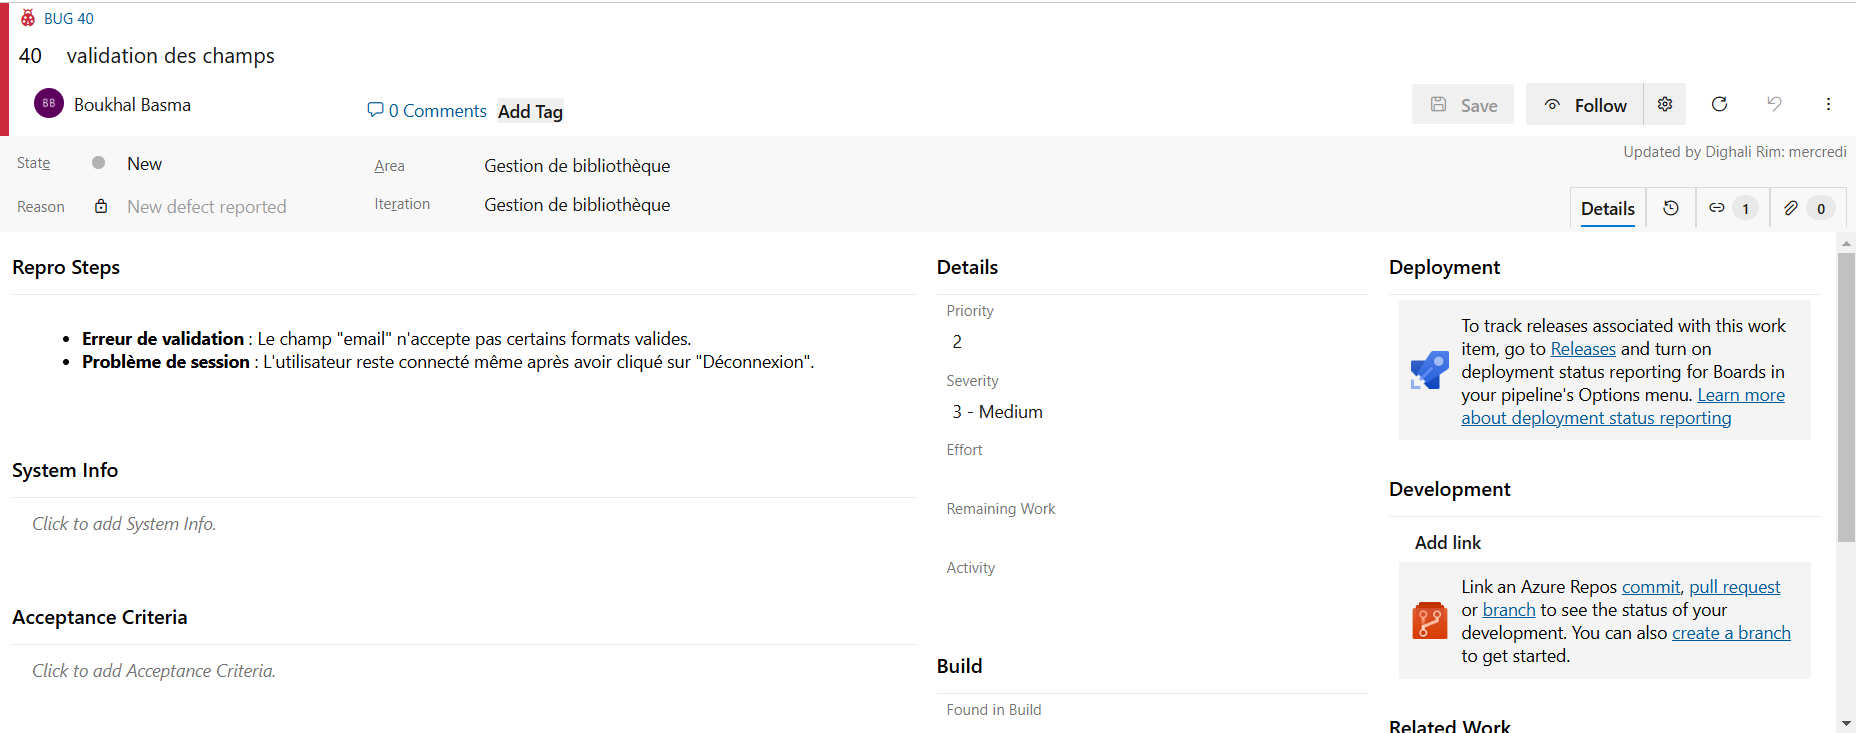 BUG 40
40 validation des champs
BB Boukhal Basma
0 Comments Add Tag
Save Follow
State New
Area Gestion de bibliothèque
Updated by Dighali Rim: mercredi
Reason New defect reported
Iteration Gestion de bibliothèque
Details 1 0
Repro Steps
Erreur de validation : Le champ "email" n'accepte pas certains formats valides.
Problème de session : L'utilisateur reste connecté même après avoir cliqué sur "Déconnexion".
System Info
Click to add System Info.
Acceptance Criteria
Click to add Acceptance Criteria.
Details
Priority
2
Severity
3 - Medium
Effort
Remaining Work
Activity
Build
Found in Build
Deployment
To track releases associated with this work
item, go to Releases and turn on
deployment status reporting for Boards in
your pipeline's Options menu. Learn more
about deployment status reporting
Development
Add link
Link an Azure Repos commit, pull request
or branch to see the status of your
development. You can also create a branch
to get started.
Related Work